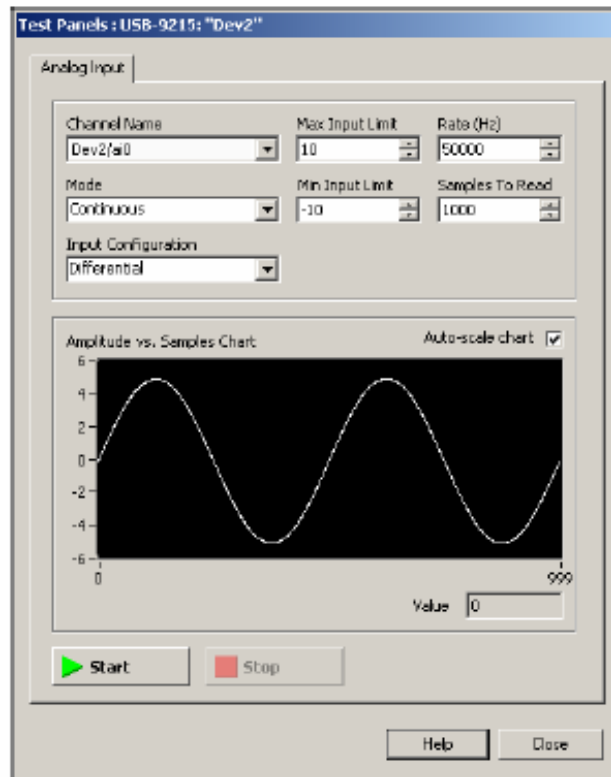 Test Panels : USB-9215: "Dev2"
Analog Input
Channel Name
Max Input Limit
Rate (Hz)
Dev2/ai0
10
50000
Mode
Min Input Limit
Samples To Read
Continuous
-10
1000
Input Configuration
Differential
Amplitude vs. Samples Chart
Auto-scale chart
6
4
2
0
-2
-4
-6
0
999
Value
0
Start
Stop
Help
Close